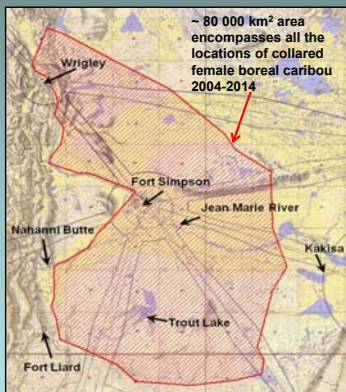 ~ 80 000 km² area
encompasses all the
locations of collared
female boreal caribou
2004-2014
Wrigley
Fort Simpson
Jean Marie River
Nahanni Butte
Kakisa
Trout Lake
Fort Liard